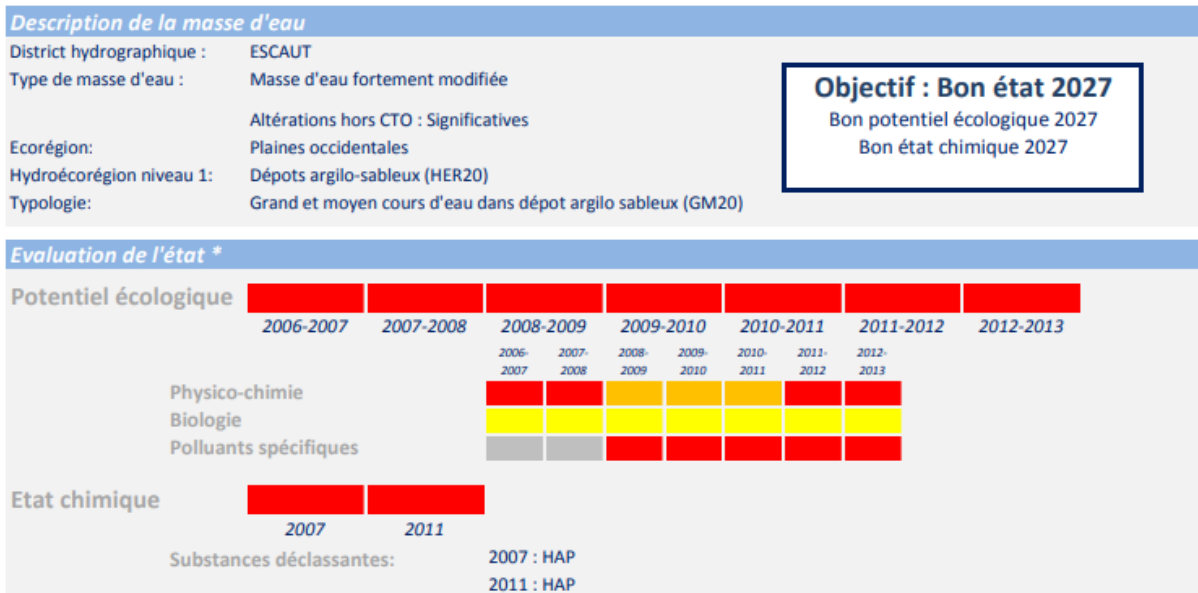 Description de la masse d'eau
District hydrographique : ESCAUT
Type de masse d'eau : Masse d'eau fortement modifiée
Altérations hors CTO : Significatives
Ecorégion: Plaines occidentales
Hydroécorégion niveau 1: Dépots argilo-sableux (HER20)
Typologie: Grand et moyen cours d'eau dans dépot argilo sableux (GM20)
Objectif : Bon état 2027
Bon potentiel écologique 2027
Bon état chimique 2027
Evaluation de l'état *
Potentiel écologique
2006-2007 2007-2008 2008-2009 2009-2010 2010-2011 2011-2012 2012-2013
2006- 2007- 2008- 2009- 2010- 2011- 2012-
2007 2008 2009 2010 2011 2012 2013
Physico-chimie
Biologie
Polluants spécifiques
Etat chimique
2007 2011
Substances déclassantes: 2007 : HAP
2011 : HAP